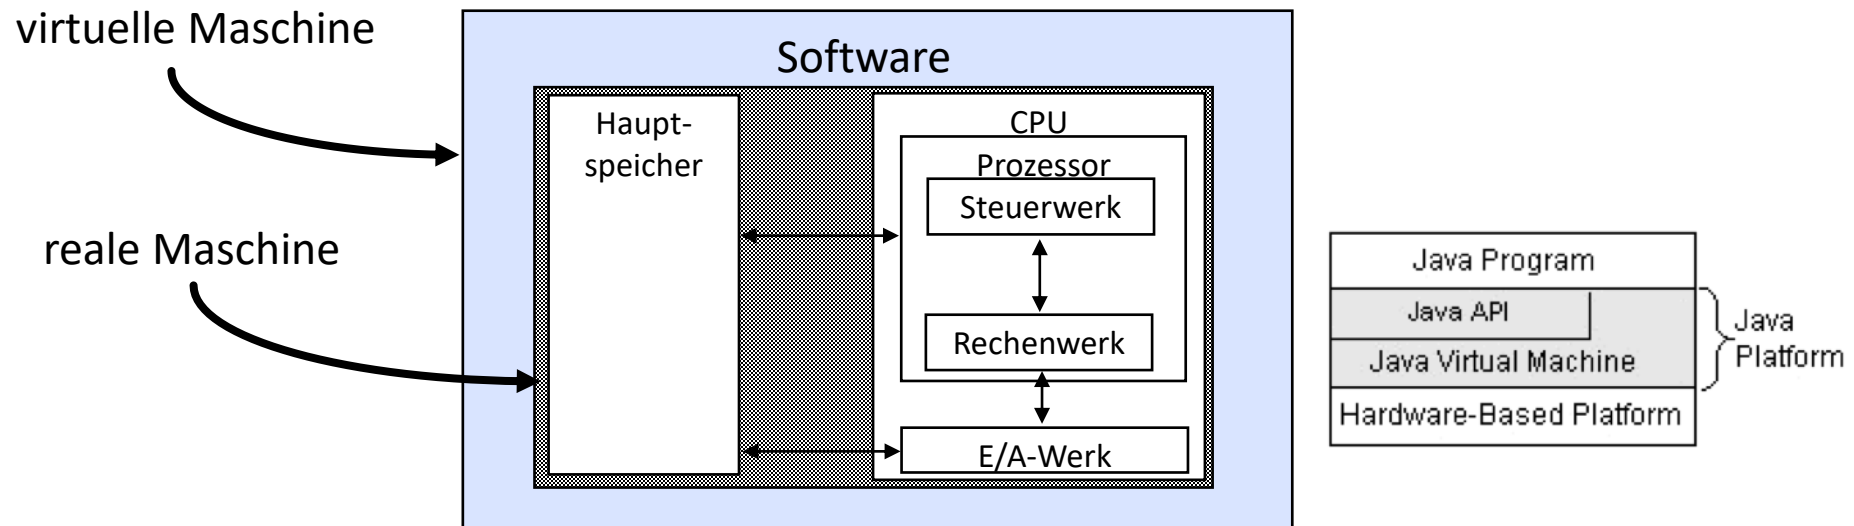 virtuelle Maschine
reale Maschine
Software
Haupt-
speicher
CPU
Prozessor
Steuerwerk
Rechenwerk
E/A-Werk
Java Program
Java API
Java Virtual Machine
Hardware-Based Platform
Java
Platform